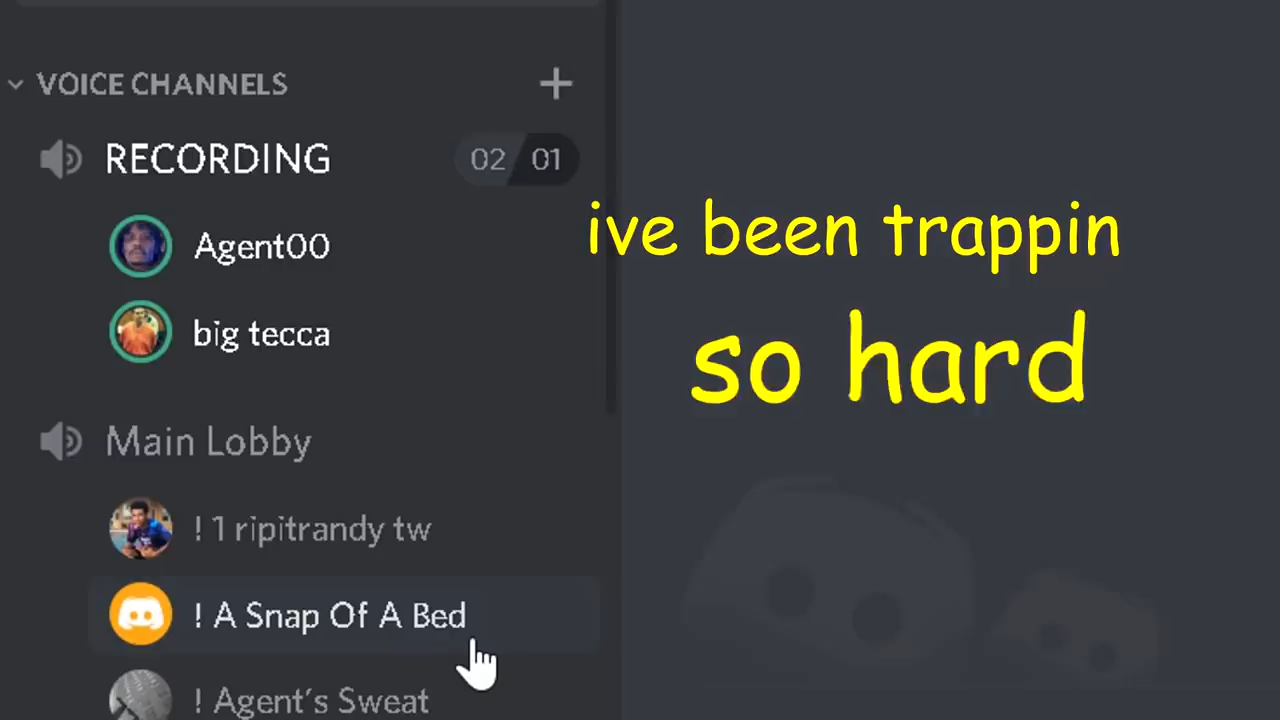 VOICE CHANNELS
RECORDING 02 01
Agent00
big tecca
Main Lobby
! 1 ripitrandy tw
! A Snap Of A Bed
! Agent's Sweat
ive been trappin
so hard